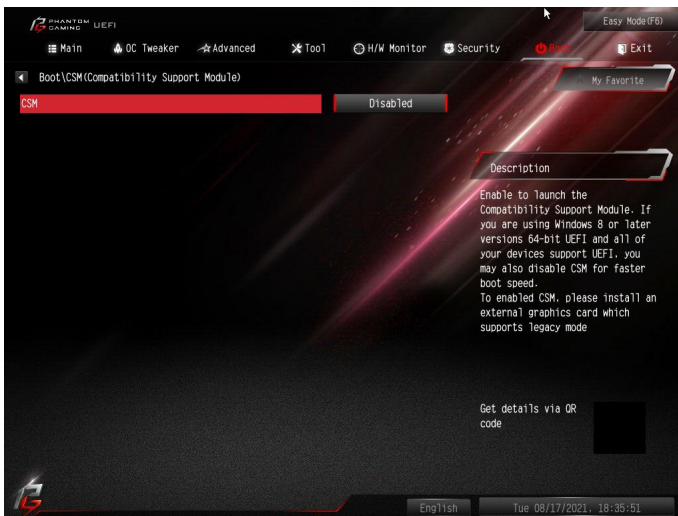 PHANTOM GAMING UEFI
Easy Mode(F6)
Main OC Tweaker Advanced Tool H/W Monitor Security Boot Exit
Boot\CSM(Compatibility Support Module)
My Favorite
CSM Disabled
Description
Enable to launch the
Compatibility Support Module. If
you are using Windows 8 or later
versions 64-bit UEFI and all of
your devices support UEFI, you
may also disable CSM for faster
boot speed.
To enabled CSM, please install an
external graphics card which
supports legacy mode
Get details via QR
code
English
Tue 08/17/2021, 18:35:51